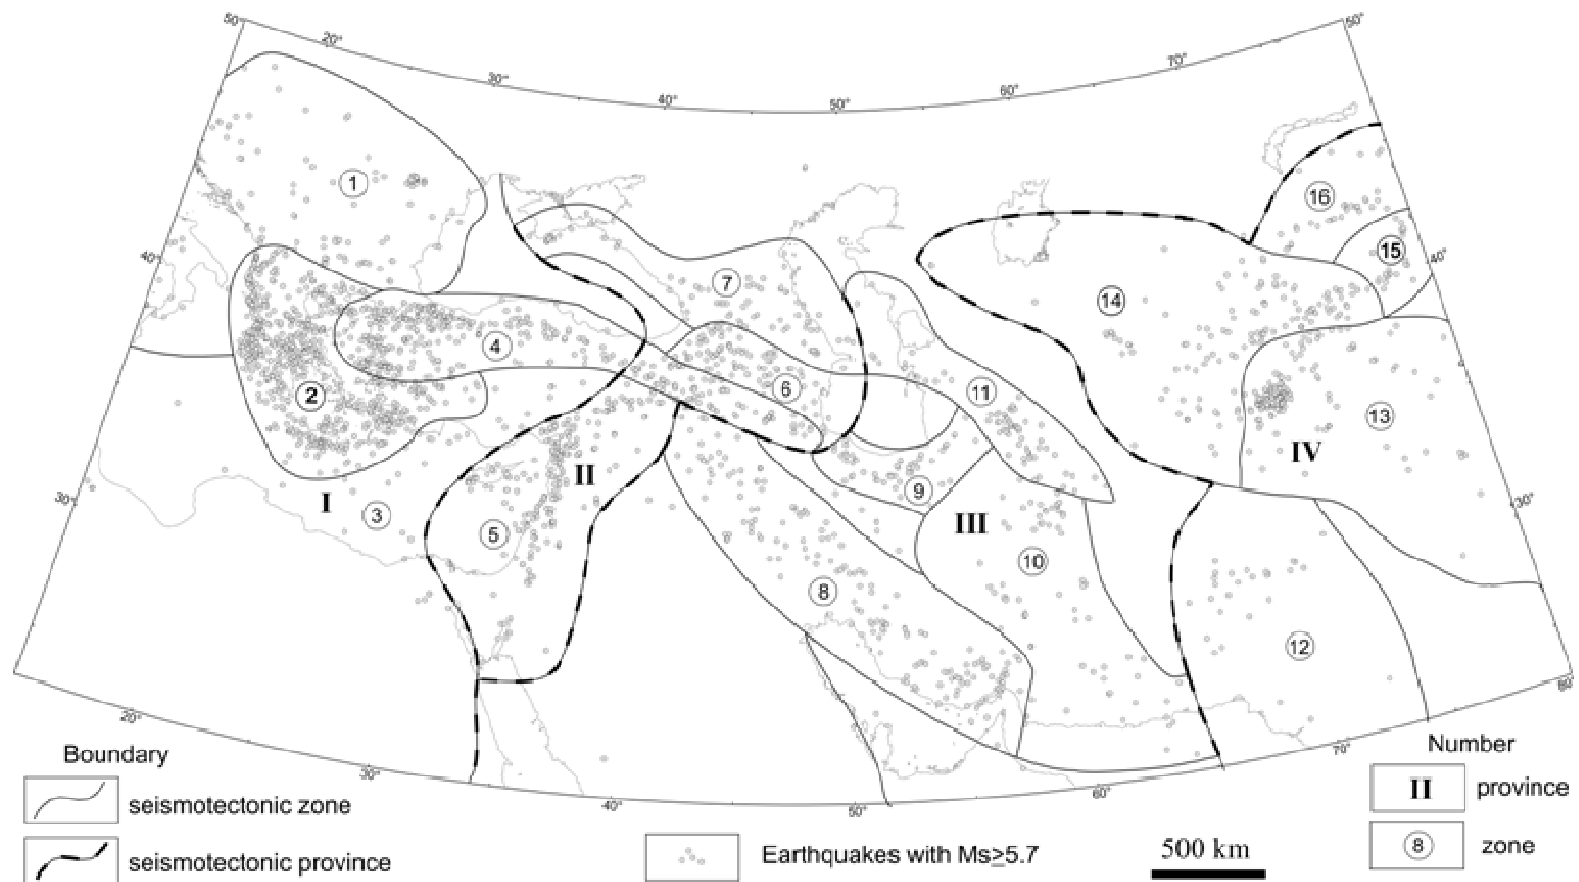 50° 50°
20°
30°
40° 50° 60° 70°
16
1
15
40° 40°
7
14
4
6
11
2
13
IV
II
30° 9 30°
I
3 III
5
10
8
12
80°
20° 70°
Boundary Number
30°
40° 50° 60°
seismotectonic zone
II province
seismotectonic province
Earthquakes with Ms≥5.7
500 km
8 zone